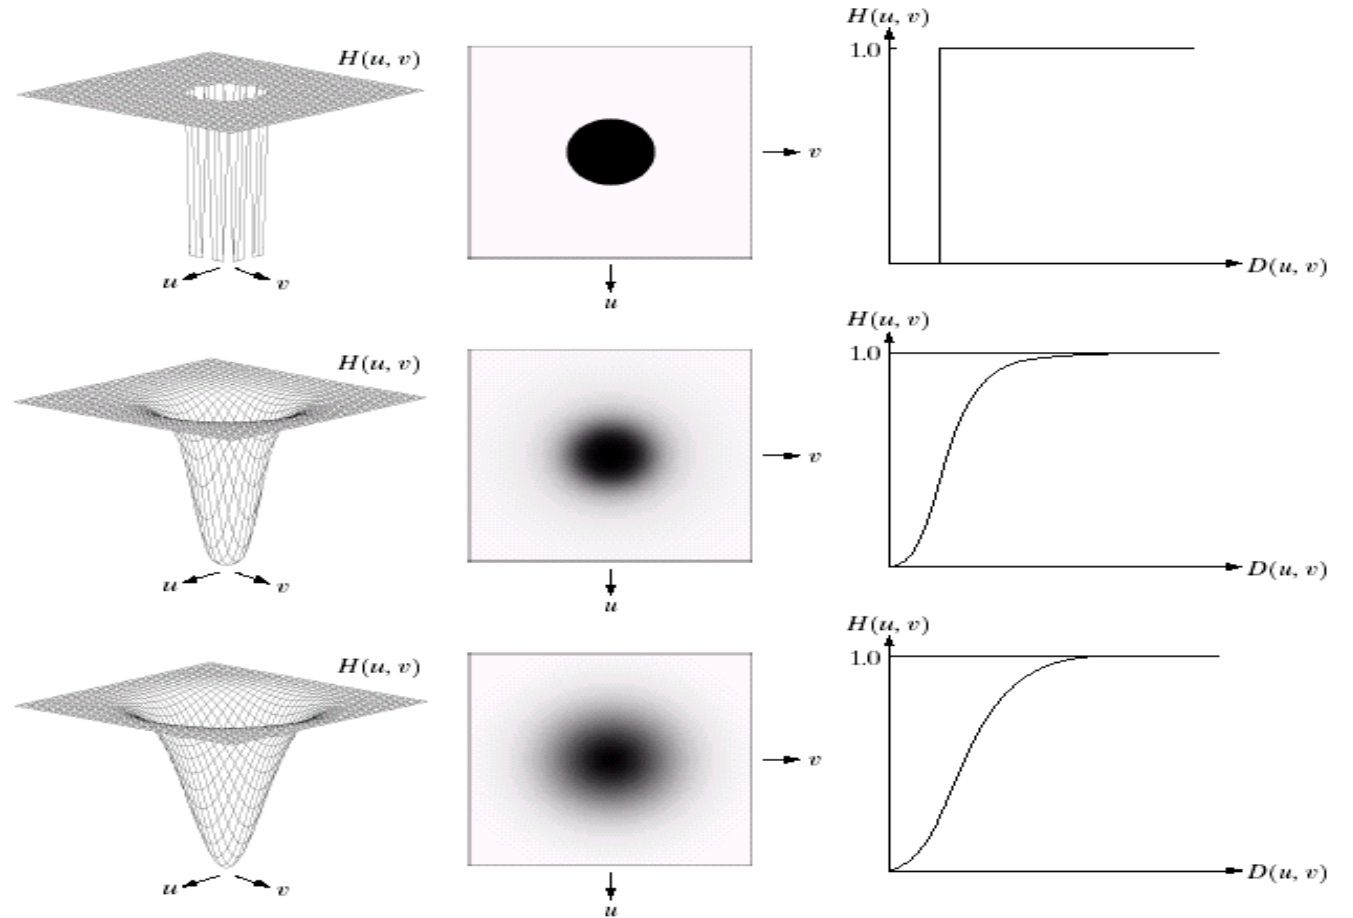 H(u, v)
H(u, v)
1.0
v
D(u, v)
u
v
u
H(u, v)
H(u, v)
1.0
v
D(u, v)
u
v
u
H(u, v)
H(u, v)
1.0
v
D(u, v)
u
v
u